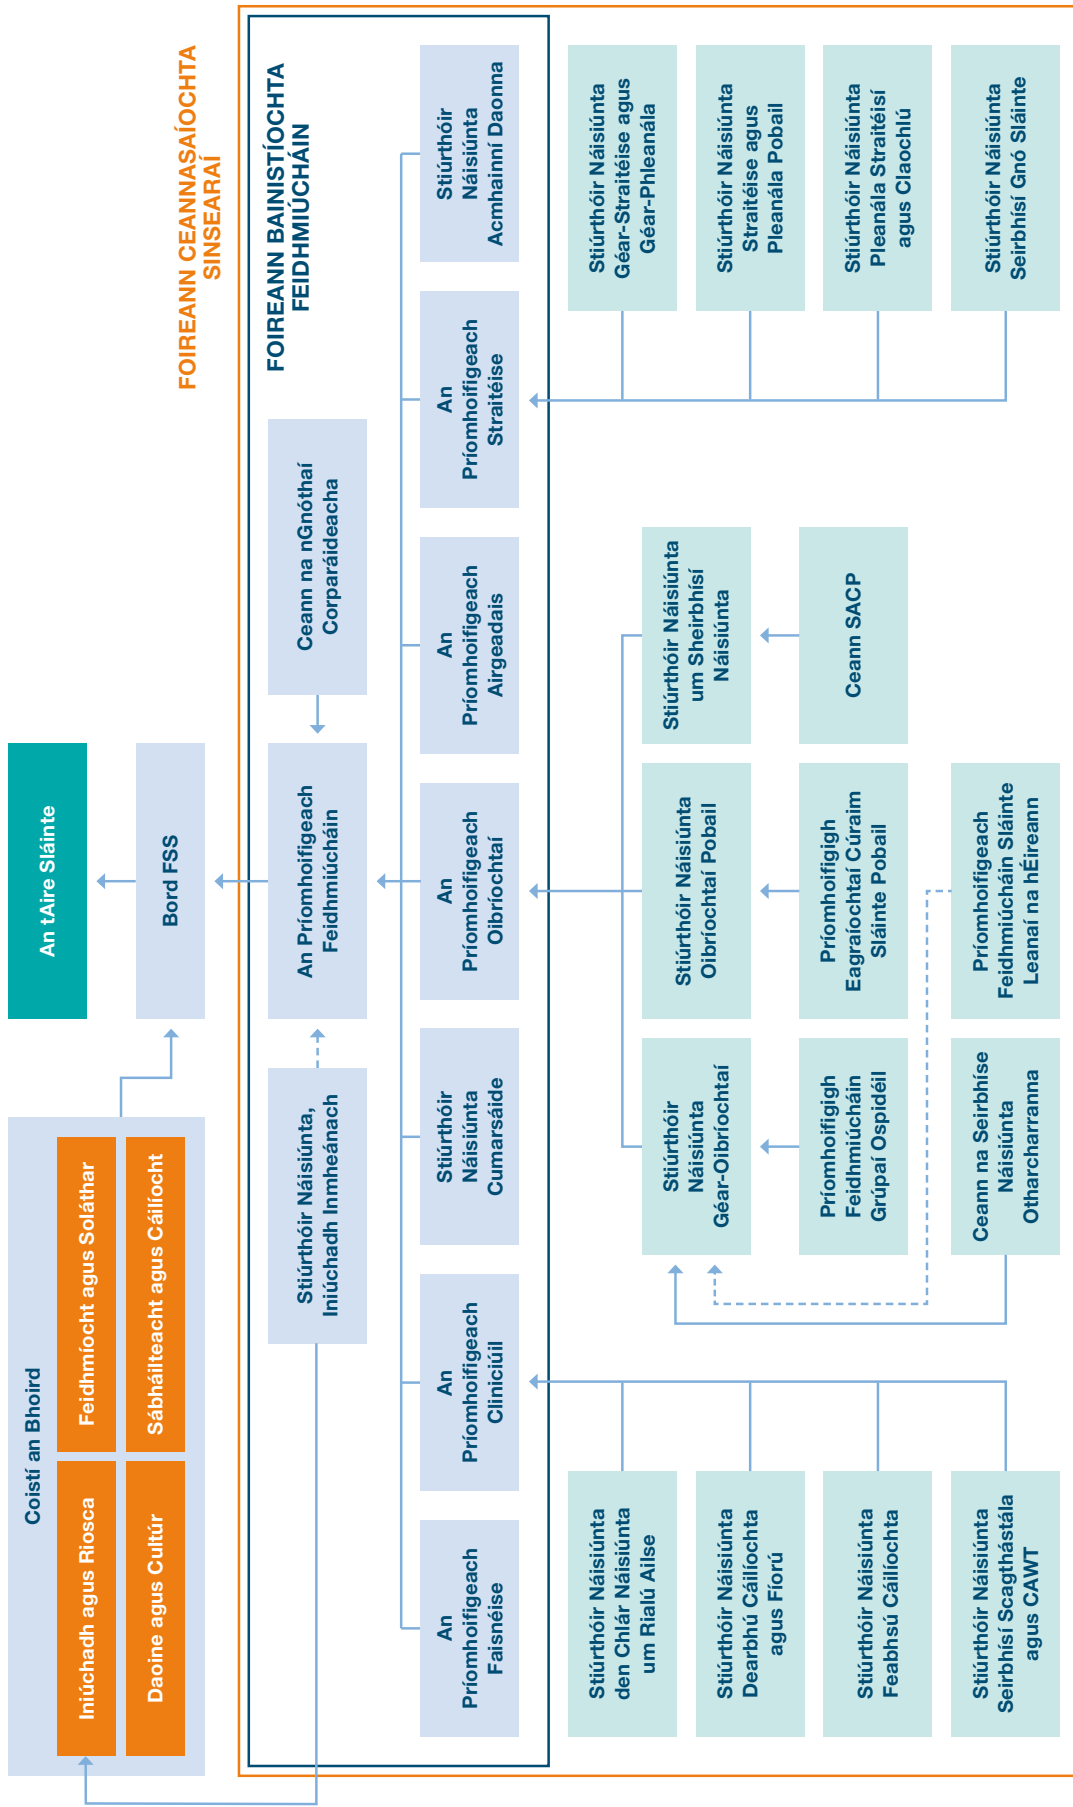 An tAire Sláinte
Coistí an Bhoird
Iniúchadh agus Riosca
Feidhmíocht agus Soláthar
Daoine agus Cultúr
Sábháilteacht agus Cáilíocht
Bord FSS
FOIREANN CEANNASAÍOCHTA
SINSEARAÍ
FOIREANN BAINISTÍOCHTA
FEIDHMIÚCHÁIN
Stiúrthóir Náisiúnta,
Iniúchadh Inmheánach
An Príomhoifigeach
Feidhmiúcháin
Ceann na nGnóthaí
Corparáideacha
An
Príomhoifigeach
Faisnéise
An
Príomhoifigeach
Cliniciúil
Stiúrthóir
Náisiúnta
Cumarsáide
An
Príomhoifigeach
Oibríochtaí
An
Príomhoifigeach
Airgeadais
An
Príomhoifigeach
Straitéise
Stiúrthóir
Náisiúnta
Acmhainní Daonna
Stiúrthóir Náisiúnta
den Chlár Náisiúnta
um Rialú Ailse
Stiúrthóir Náisiúnta
Dearbhú Cáilíochta
agus Fíorú
Stiúrthóir Náisiúnta
Feabhsú Cáilíochta
Stiúrthóir Náisiúnta
Seirbhísí Scagthástála
agus CAWT
Stiúrthóir
Náisiúnta
Géar-Oibríochtaí
Stiúrthóir Náisiúnta
Oibríochtaí Pobail
Stiúrthóir Náisiúnta
um Sheirbhísí
Náisiúnta
Príomhoifigigh
Feidhmiúcháin
Grúpaí Ospidéil
Príomhoifigigh
Eagraíochtaí Cúraim
Sláinte Pobail
Ceann SACP
Ceann na Seirbhíse
Náisiúnta
Otharcharranna
Príomhoifigeach
Feidhmiúcháin Sláinte
Leanaí na hÉireann
Stiúrthóir Náisiúnta
Géar-Straitéise agus
Géar-Phleanála
Stiúrthóir Náisiúnta
Straitéise agus
Pleanála Pobail
Stiúrthóir Náisiúnta
Pleanála Straitéisí
agus Claochlú
Stiúrthóir Náisiúnta
Seirbhísí Gnó Sláinte